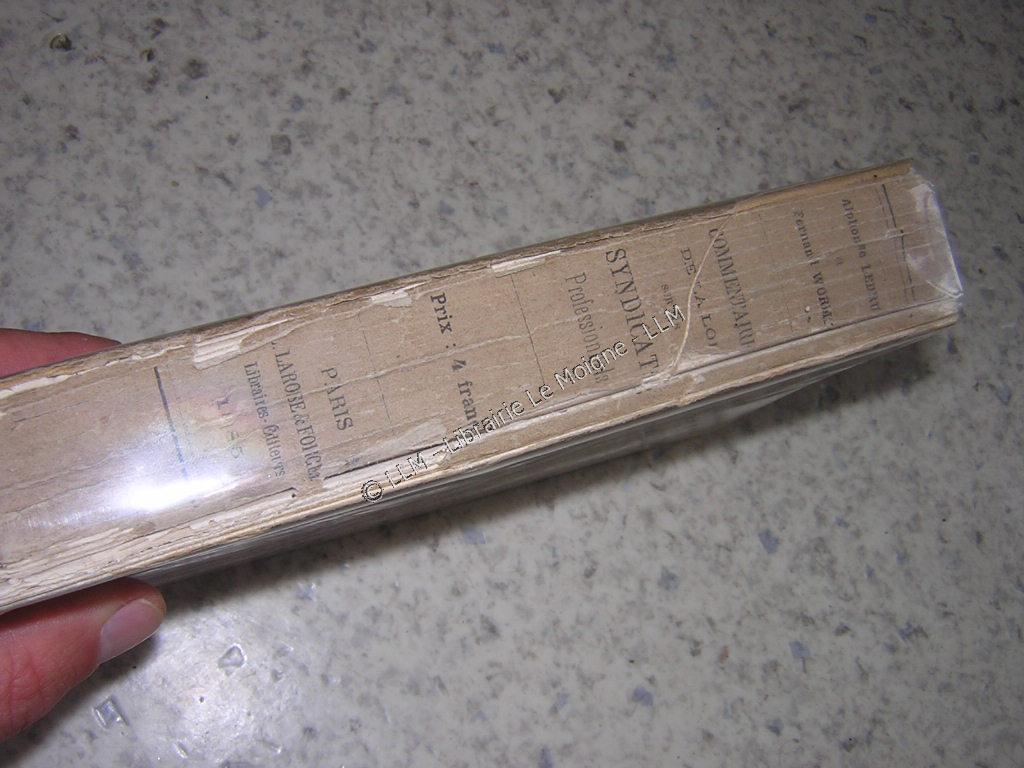 Alphonse LEDRU
&
Fernand WORMS
COMMENTAIRE
DE LA LOI
SUR LES
SYNDICATS
Professionnels
Prix : 4 francs
PARIS
L. LAROSE & FORCEL
Libraires-Éditeurs
1885
© LLM - Librairie Le Moigne - LLM